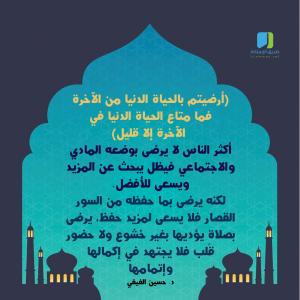 طريق الإسلام
(أرضيتم بالحياة الدنيا من الآخرة
فما متاع الحياة الدنيا في
الآخرة إلا قليل)
أكثر الناس لا يرضى بوضعه المادي
والاجتماعي فيظل يبحث عن المزيد
ويسعى للأفضل.
لكنه يرضى بما حفظه من السور
القصار فلا يسعى لمزيد حفظ، يرضى
بصلاة يؤديها بغير خشوع ولا حضور
قلب فلا يجتهد في إكمالها
وإتمامها